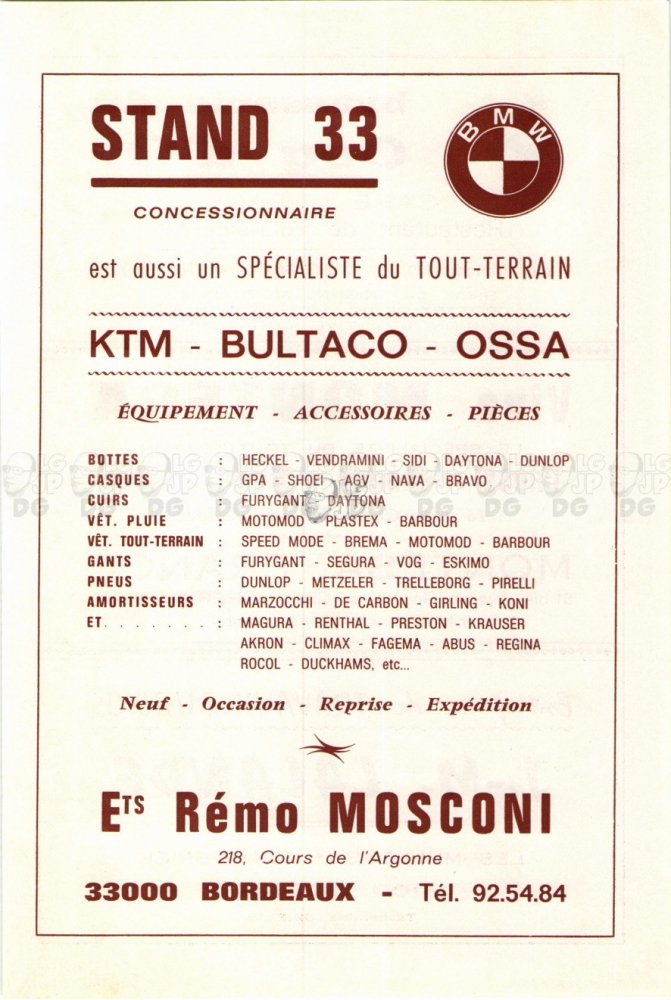 STAND 33
BMW
CONCESSIONNAIRE
est aussi un SPÉCIALISTE du TOUT-TERRAIN
KTM - BULTACO - OSSA
ÉQUIPEMENT - ACCESSOIRES - PIÈCES
BOTTES : HECKEL - VENDRAMINI - SIDI - DAYTONA - DUNLOP
CASQUES : GPA - SHOEI - AGV - NAVA - BRAVO
CUIRS : FURYGANT - DAYTONA
VÊT. PLUIE : MOTOMOD - PLASTEX - BARBOUR
VÊT. TOUT-TERRAIN : SPEED MODE - BREMA - MOTOMOD - BARBOUR
GANTS : FURYGANT - SEGURA - VOG - ESKIMO
PNEUS : DUNLOP - METZELER - TRELLEBORG - PIRELLI
AMORTISSEURS : MARZOCCHI - DE CARBON - GIRLING - KONI
ET. . . . . . . . : MAGURA - RENTHAL - PRESTON - KRAUSER
AKRON - CLIMAX - FAGEMA - ABUS - REGINA
ROCOL - DUCKHAMS, etc...
Neuf - Occasion - Reprise - Expédition
ETS Rémo MOSCONI
218, Cours de l'Argonne
33000 BORDEAUX - Tél. 92.54.84